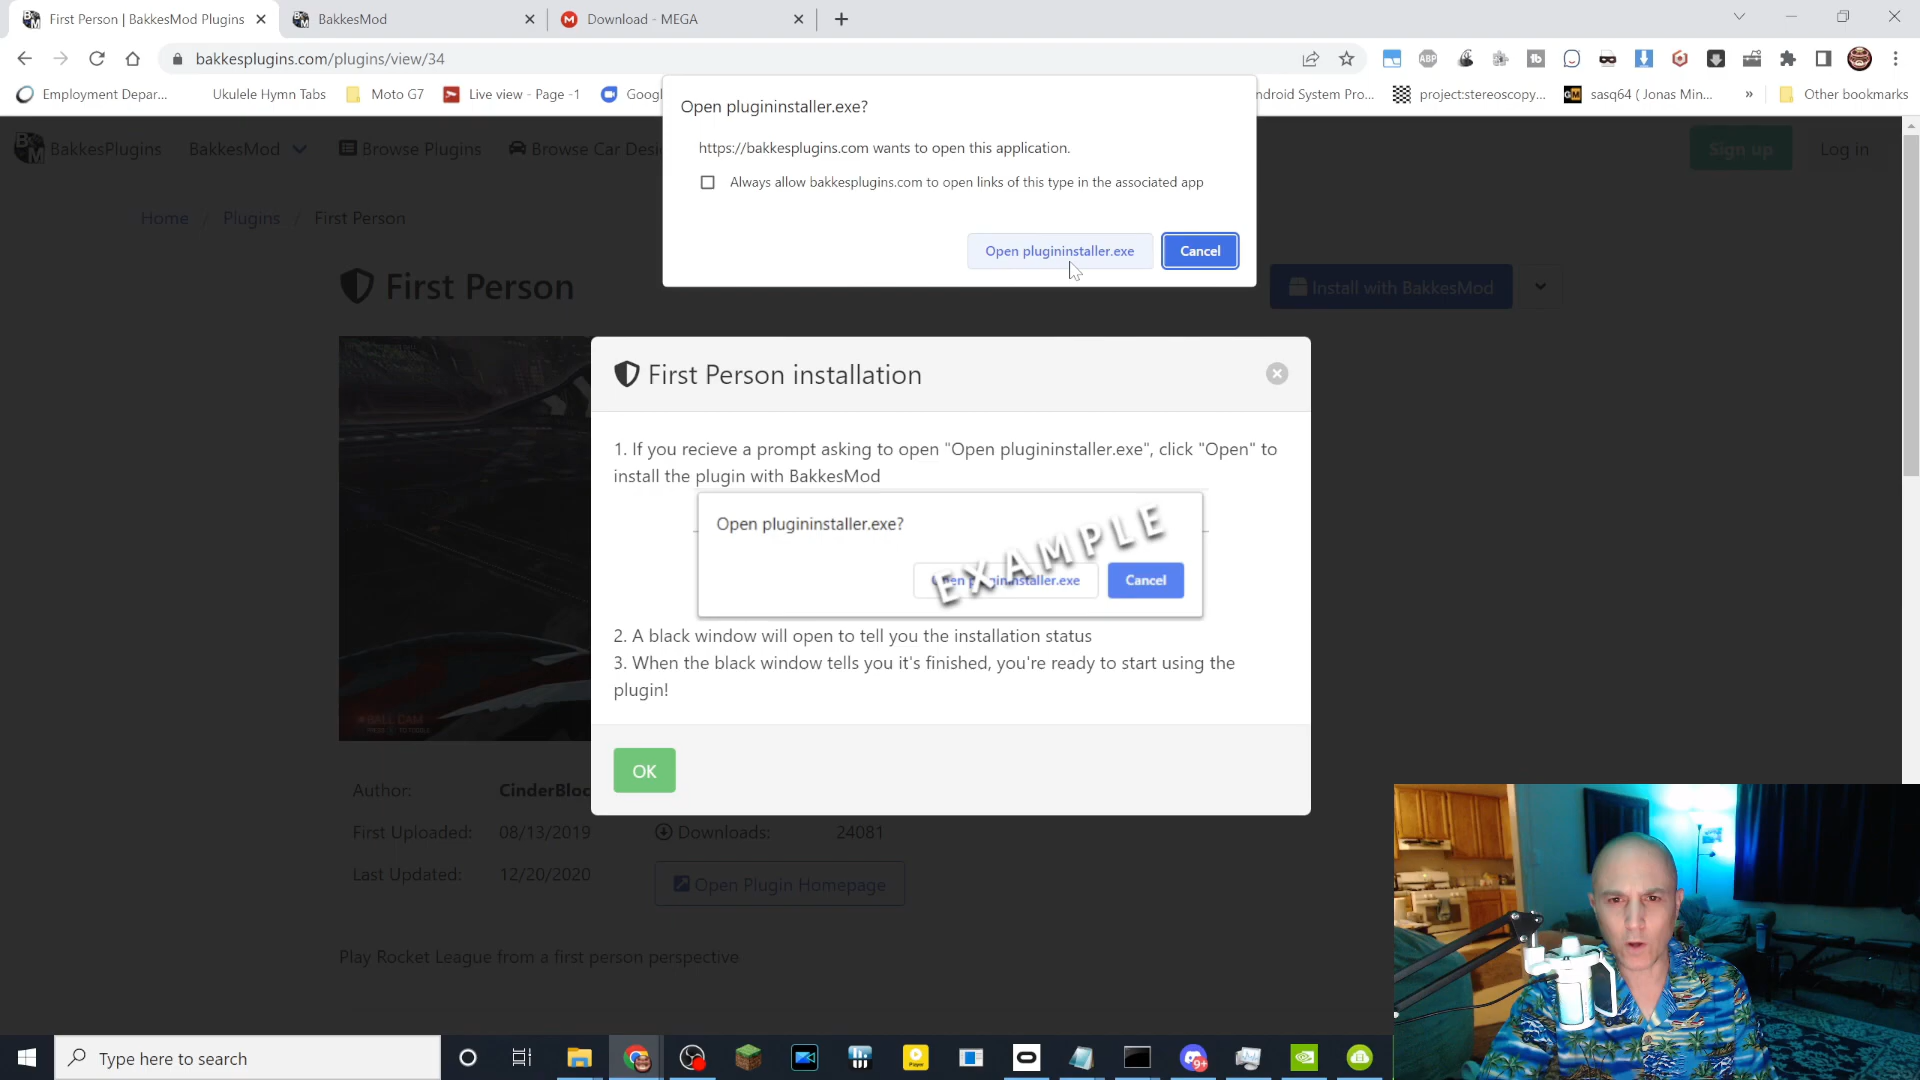 First Person | BakkesMod Plugins
BakkesMod
Download - MEGA
bakkesplugins.com/plugins/view/34
Employment Depar...
Ukulele Hymn Tabs
Moto G7
Live view - Page -1
Googl
ndroid System Pro...
project:stereoscopy...
sasq64 ( Jonas Min...
»
Other bookmarks
Open plugininstaller.exe?
https://bakkesplugins.com wants to open this application.
Always allow bakkesplugins.com to open links of this type in the associated app
Open plugininstaller.exe
Cancel
BakkesPlugins
BakkesMod
Browse Plugins
Browse Car Desi
Sign up
Log in
Home / Plugins / First Person
First Person
Install with BakkesMod
First Person installation
1. If you recieve a prompt asking to open "Open plugininstaller.exe", click "Open" to
install the plugin with BakkesMod
Open plugininstaller.exe?
EXAMPLE
Cancel
2. A black window will open to tell you the installation status
3. When the black window tells you it's finished, you're ready to start using the
plugin!
OK
BALL CAM
Author: CinderBloc
First Uploaded: 08/13/2019
Downloads: 24081
Last Updated: 12/20/2020
Open Plugin Homepage
Play Rocket League from a first person perspective
Type here to search